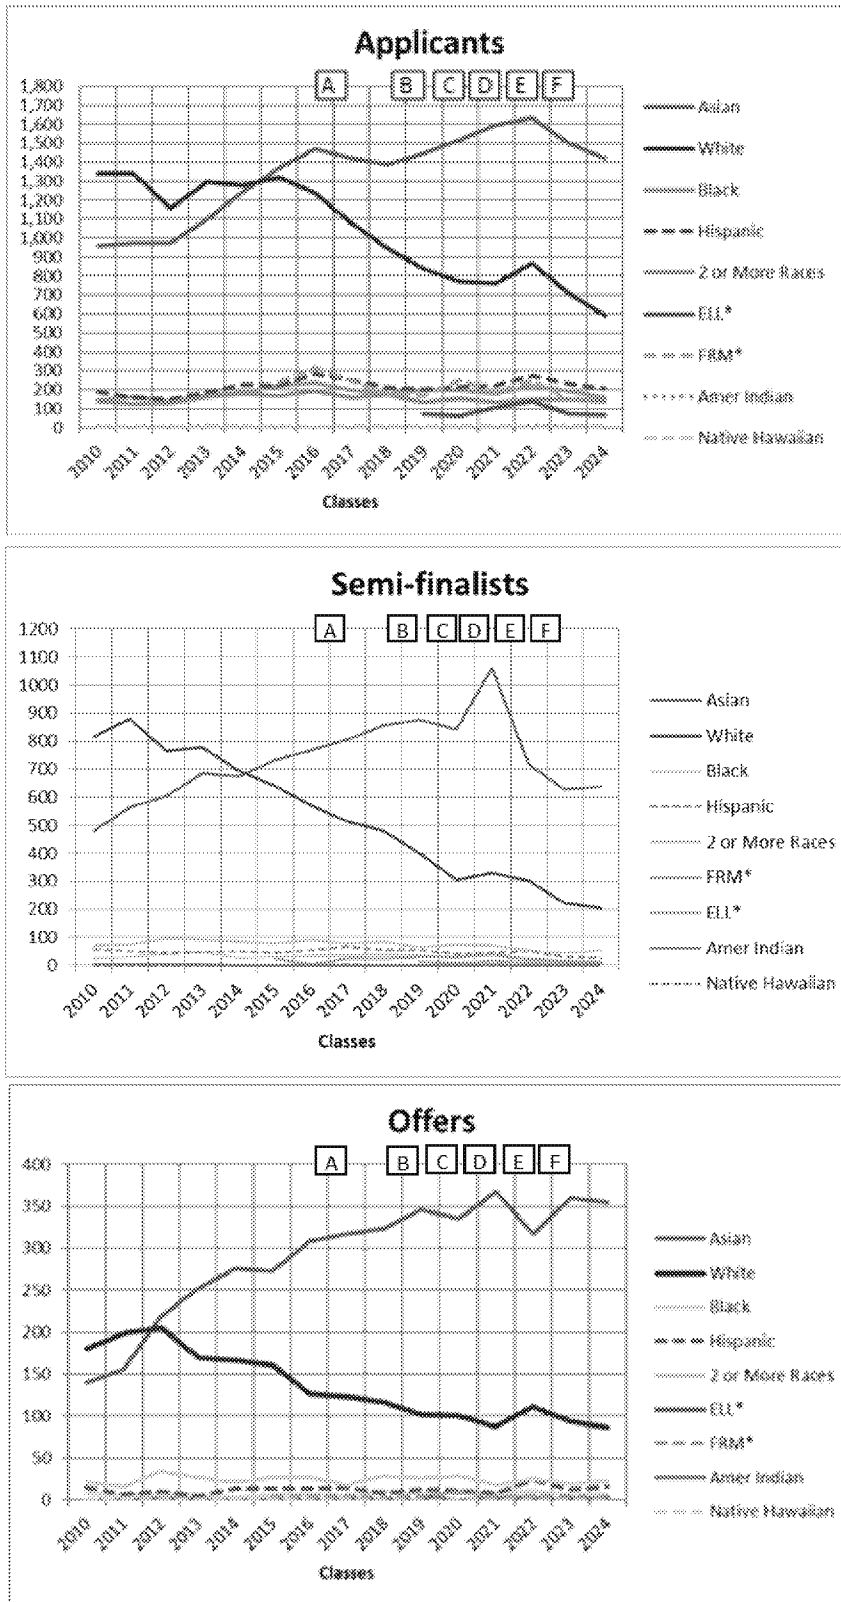 Applicants
A B C D E F
1,800
1,700
1,600
1,500
1,400
1,300
1,200
1,100
1,000
900
800
700
600
500
400
300
200
100
0
2010 2011 2012 2013 2014 2015 2016 2017 2018 2019 2020 2021 2022 2023 2024
Classes
Asian
White
Black
Hispanic
2 or More Races
ELL*
FRM*
Amer Indian
Native Hawaiian
Semi-finalists
A B C D E F
1200
1100
1000
900
800
700
600
500
400
300
200
100
0
2010 2011 2012 2013 2014 2015 2016 2017 2018 2019 2020 2021 2022 2023 2024
Classes
Asian
White
Black
Hispanic
2 or More Races
FRM*
ELL*
Amer Indian
Native Hawaiian
Offers
A B C D E F
400
350
300
250
200
150
100
50
0
2010 2011 2012 2013 2014 2015 2016 2017 2018 2019 2020 2021 2022 2023 2024
Classes
Asian
White
Black
Hispanic
2 or More Races
ELL*
FRM*
Amer Indian
Native Hawaiian